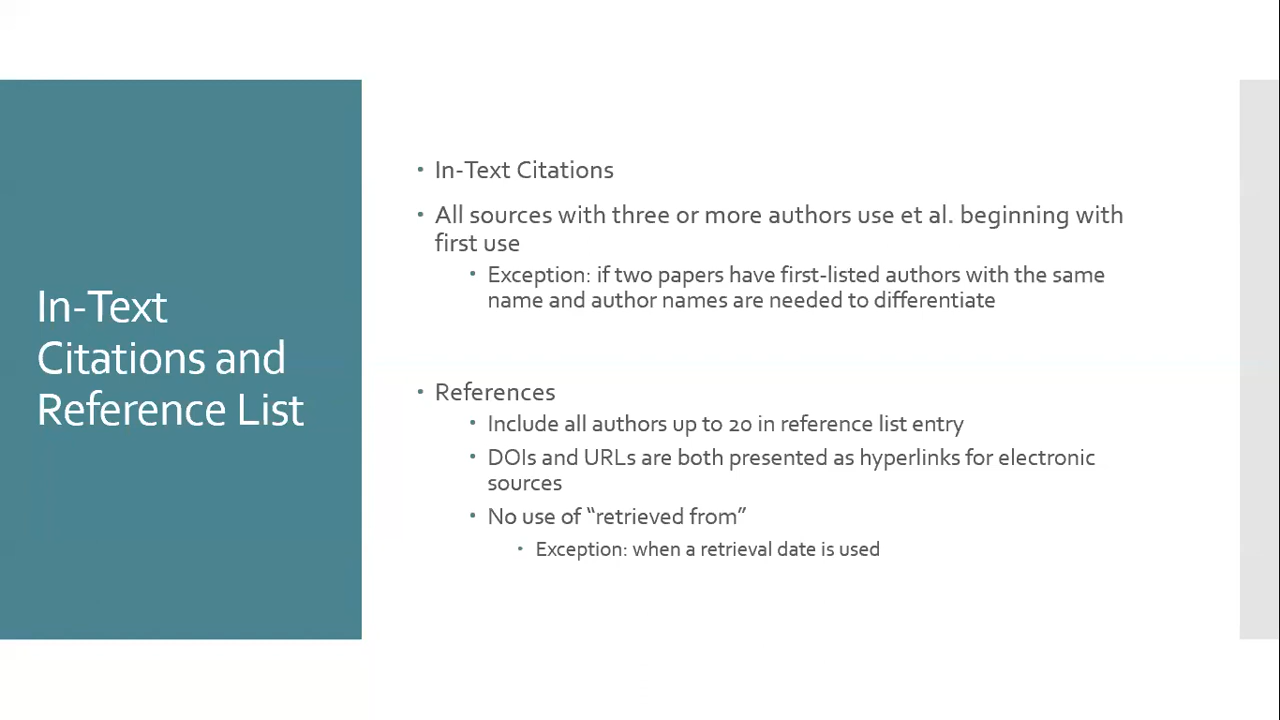 In-Text
Citations and
Reference List
• In-Text Citations
• All sources with three or more authors use et al. beginning with
first use
• Exception: if two papers have first-listed authors with the same
name and author names are needed to differentiate
• References
• Include all authors up to 20 in reference list entry
• DOIs and URLs are both presented as hyperlinks for electronic
sources
• No use of “retrieved from”
• Exception: when a retrieval date is used